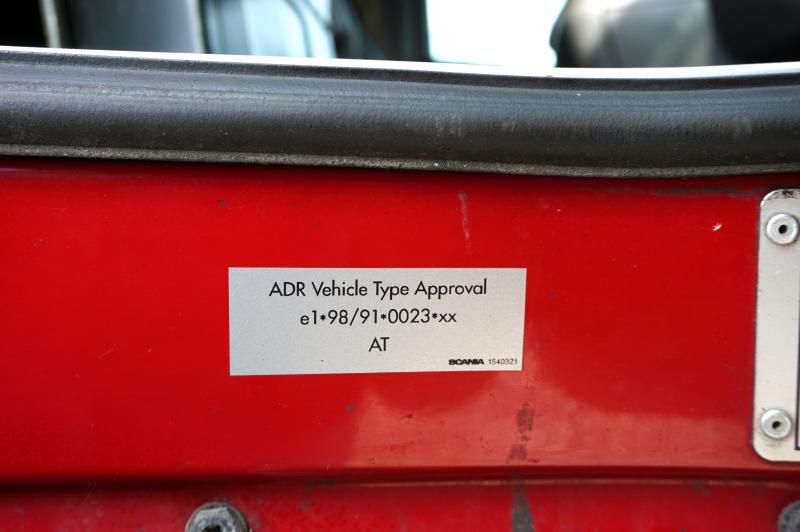 ADR Vehicle Type Approval
e1*98/91*0023*xx
AT
SCANIA 1540321